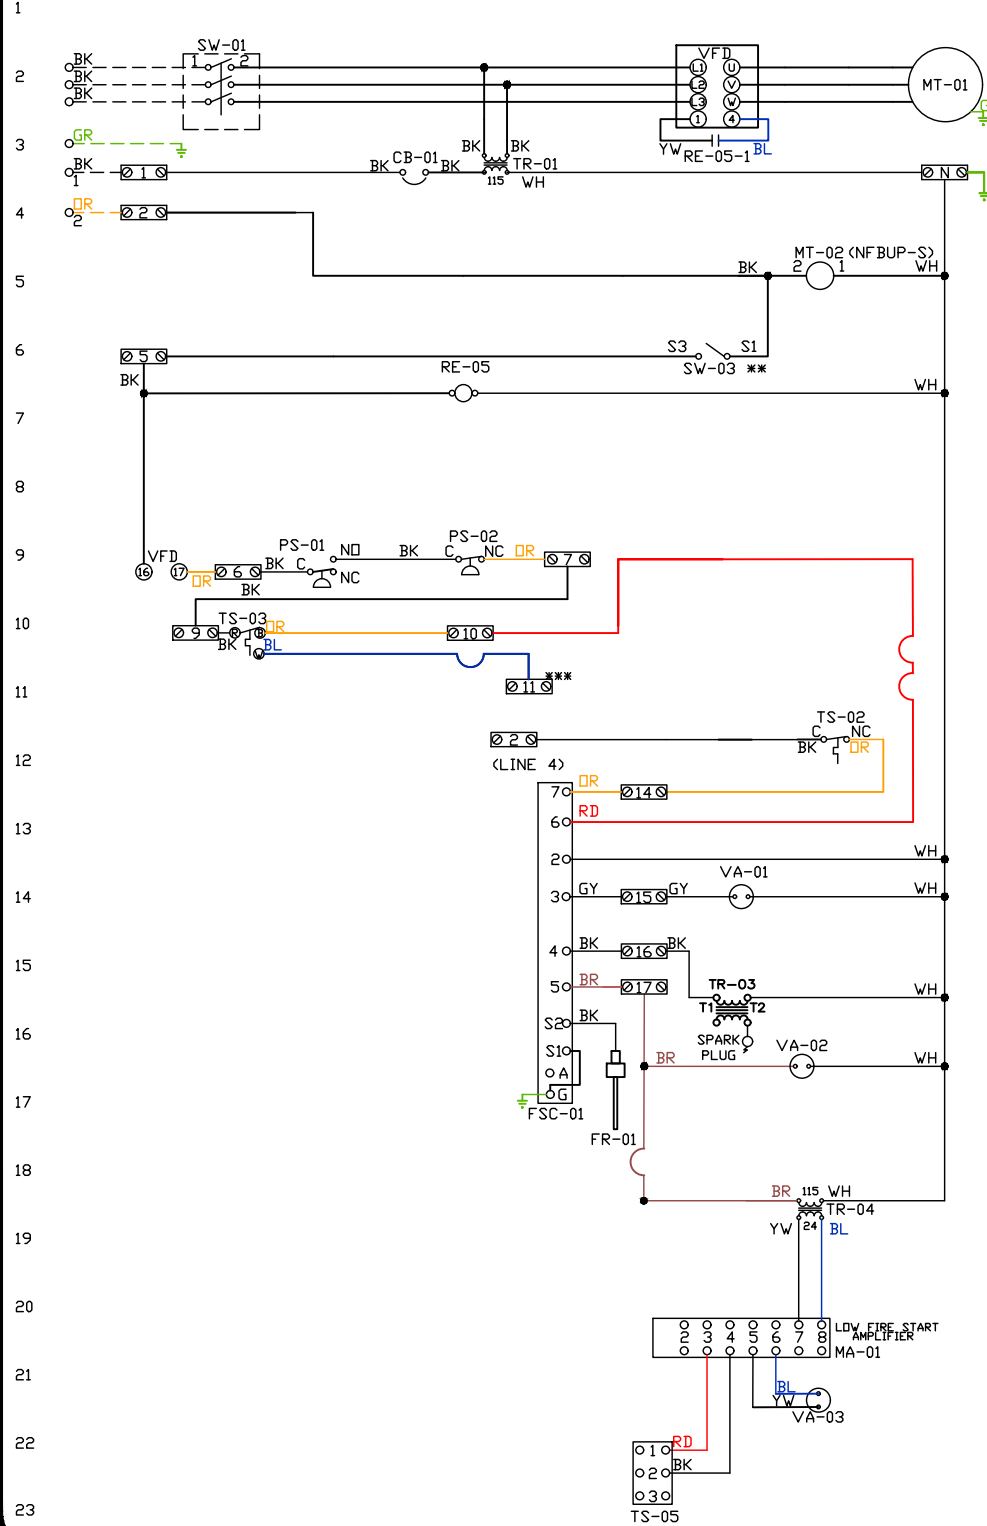 1
SW-01
2
BK
1
2
VFD
BK
L1
U
L2
V
MT-01
BK
L3
W
1
4
3
GR
BK
BK
YW
RE-05-1
BL
BK
1
1
BK
CB-01
BK
TR-01
115
WH
N
4
OR
2
2
MT-02 (NFBUP-S)
5
BK
2
1
WH
6
5
S3
S1
SW-03
**
BK
RE-05
WH
7
8
9
PS-01
NO
BK
PS-02
C
NC
OR
7
VFD
16
17
OR
6
BK
C
NC
BK
10
TS-03
9
BK
R
B
OR
10
W
BL
11
11
***
TS-02
12
2
C
NC
BK
OR
(LINE 4)
7
OR
14
13
6
RD
2
WH
VA-01
14
3
GY
15
GY
WH
15
4
BK
16
BK
5
BR
17
TR-03
WH
T1
T2
16
S2
BK
SPARK
PLUG
S1
VA-02
BR
WH
A
17
G
FSC-01
FR-01
18
BR
115
WH
TR-04
19
YW
24
BL
20
2
3
4
5
6
7
8
LOW FIRE START
AMPLIFIER
MA-01
21
BL
YW
VA-03
22
1
RD
2
BK
3
23
TS-05